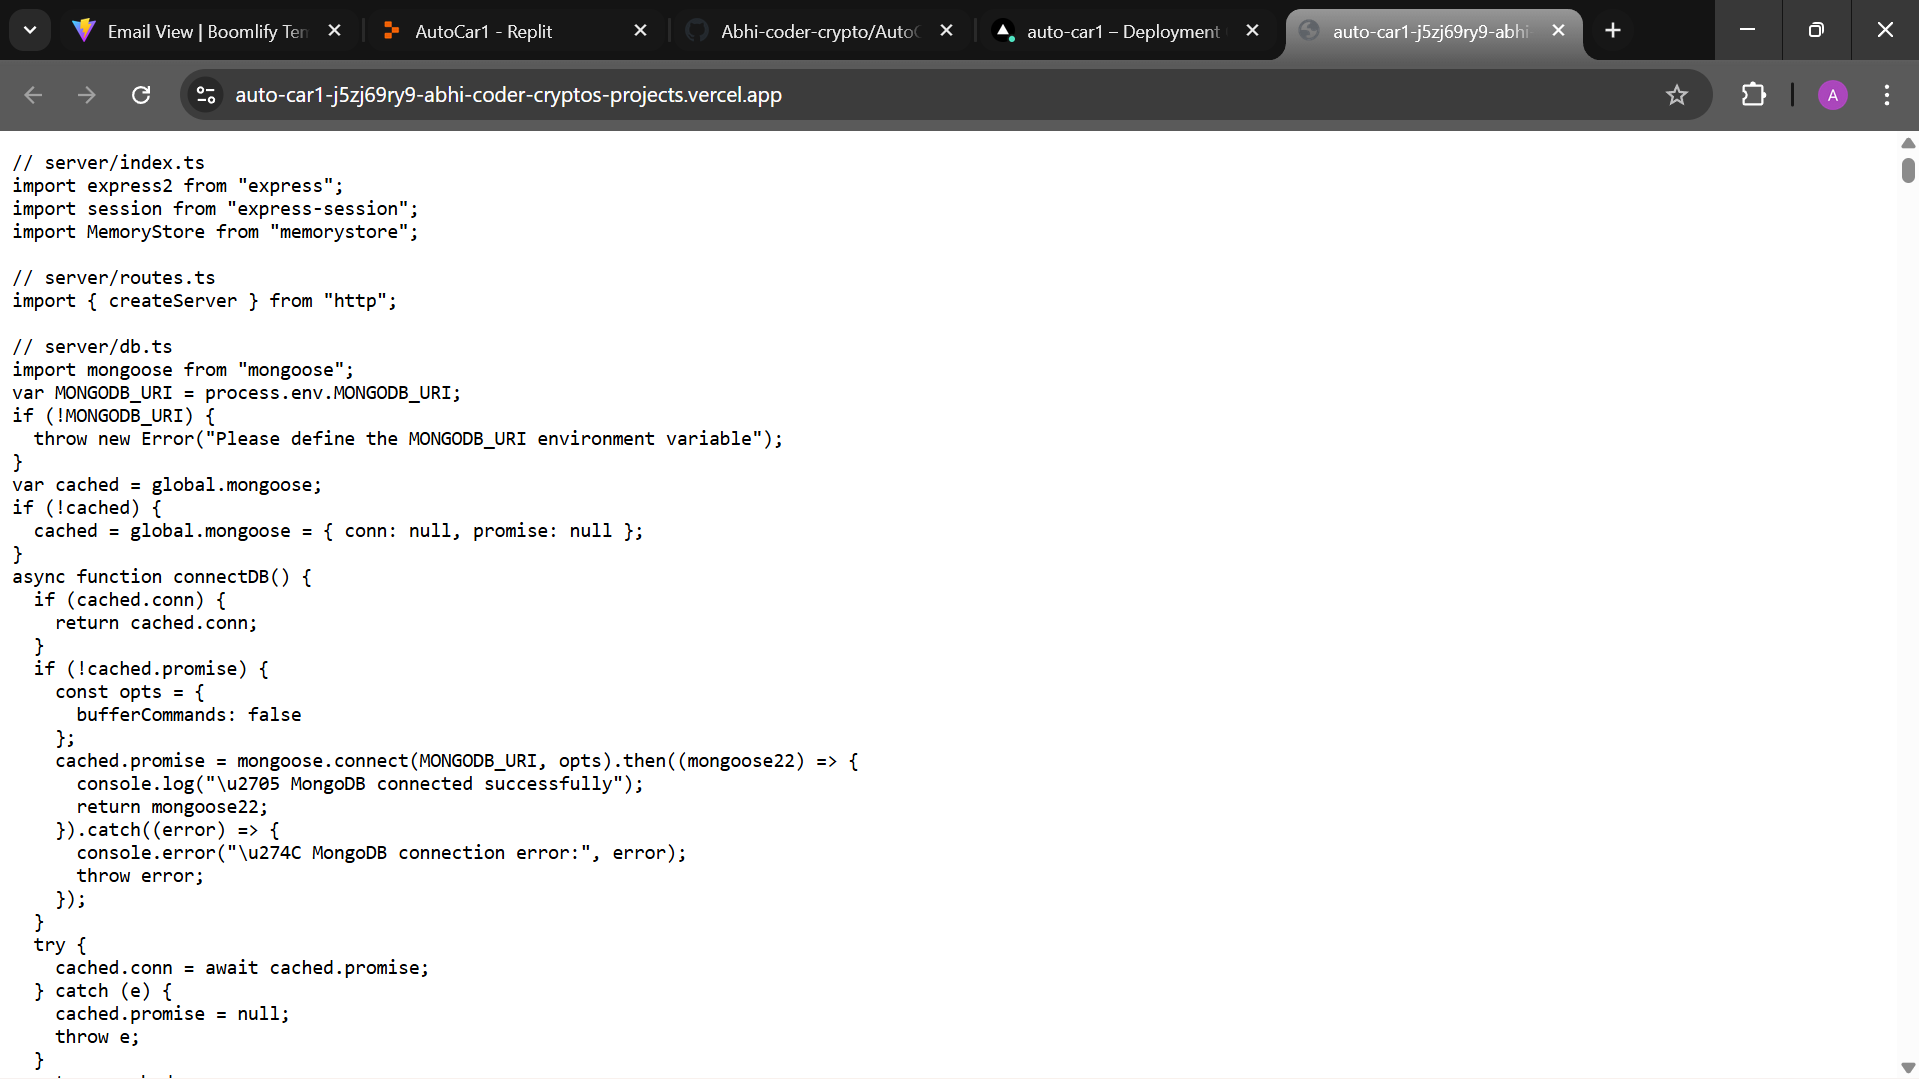 Email View | Boomlify Ten
AutoCar1 - Replit
Abhi-coder-crypto/AutoC
auto-car1 – Deployment
auto-car1-j5zj69ry9-abhi-
auto-car1-j5zj69ry9-abhi-coder-cryptos-projects.vercel.app
A
// server/index.ts
import express2 from "express";
import session from "express-session";
import MemoryStore from "memorystore";
// server/routes.ts
import { createServer } from "http";
// server/db.ts
import mongoose from "mongoose";
var MONGODB_URI = process.env.MONGODB_URI;
if (!MONGODB_URI) {
  throw new Error("Please define the MONGODB_URI environment variable");
}
var cached = global.mongoose;
if (!cached) {
  cached = global.mongoose = { conn: null, promise: null };
}
async function connectDB() {
  if (cached.conn) {
    return cached.conn;
  }
  if (!cached.promise) {
    const opts = {
      bufferCommands: false
    };
    cached.promise = mongoose.connect(MONGODB_URI, opts).then((mongoose22) => {
      console.log("\u2705 MongoDB connected successfully");
      return mongoose22;
    }).catch((error) => {
      console.error("\u274C MongoDB connection error:", error);
      throw error;
    });
  }
  try {
    cached.conn = await cached.promise;
  } catch (e) {
    cached.promise = null;
    throw e;
  }